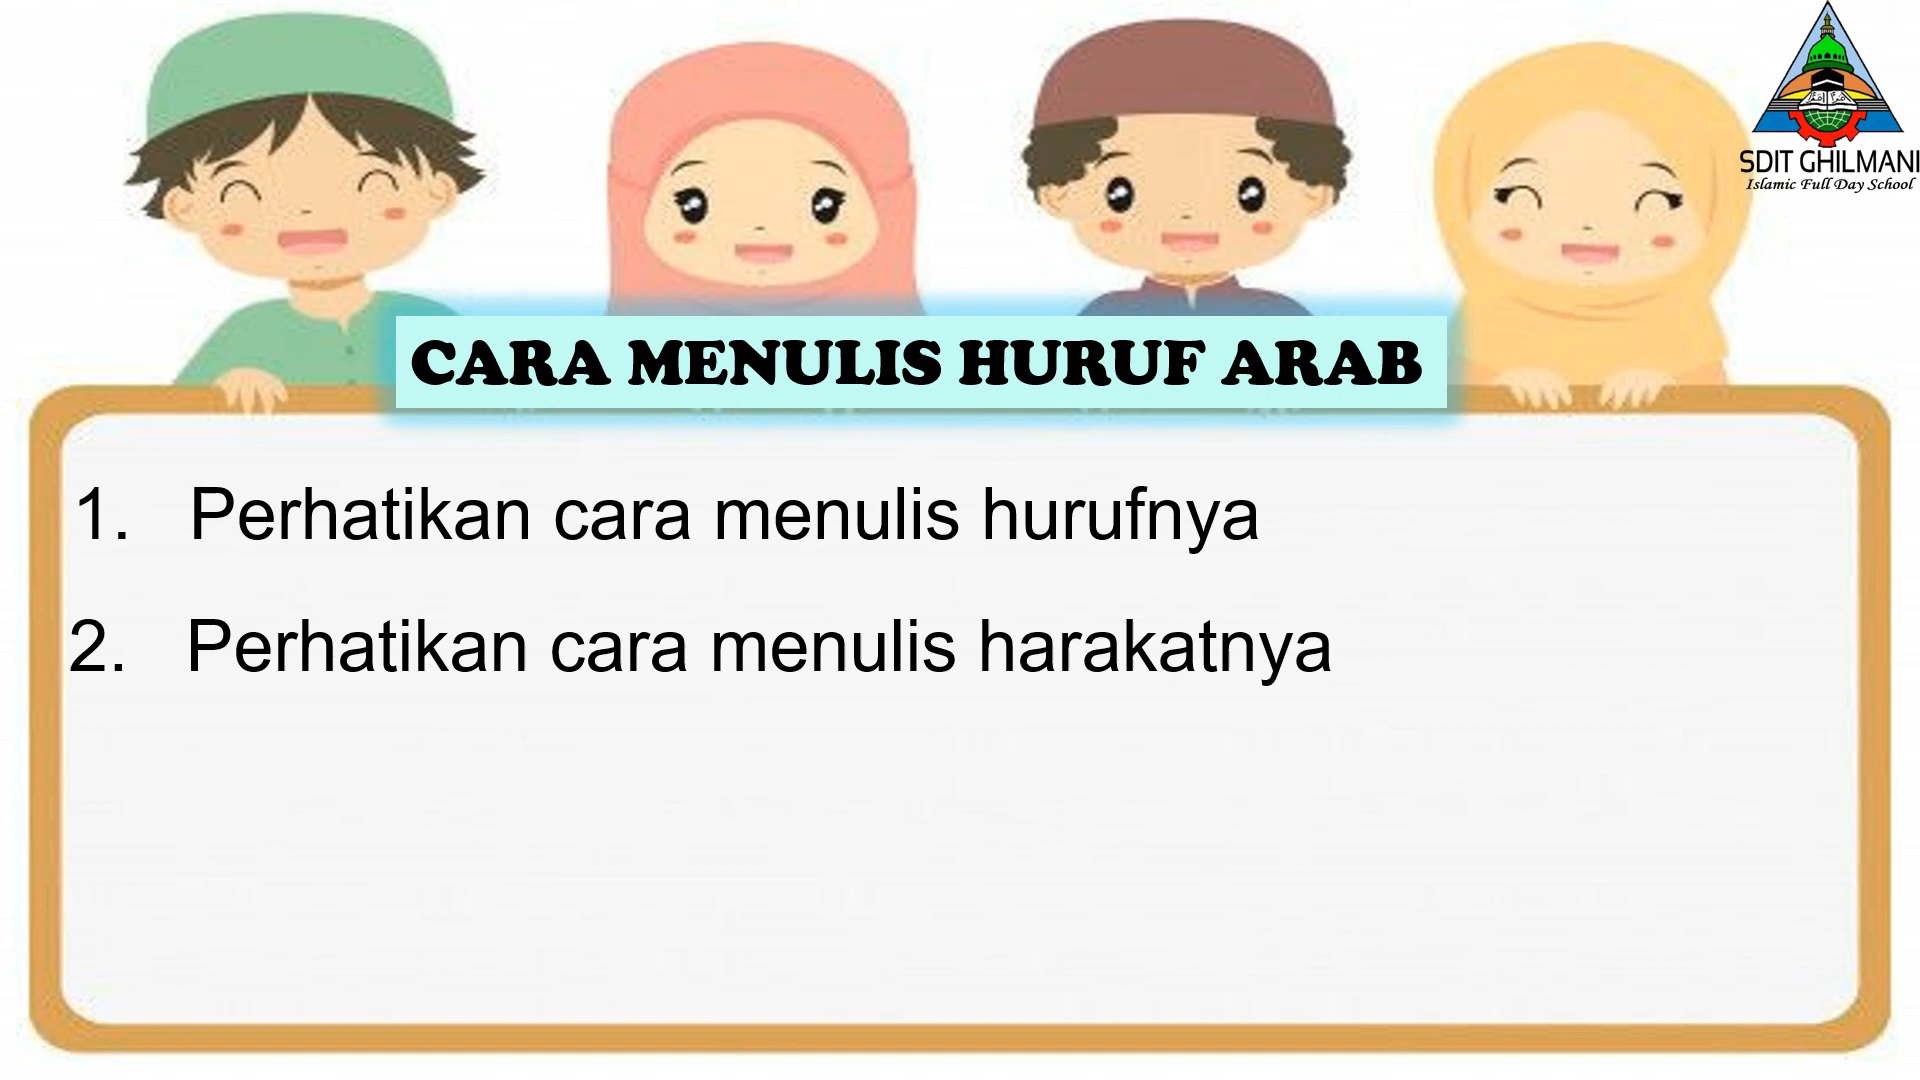 SDIT GHILMANI
Islamic Full Day School
CARA MENULIS HURUF ARAB
1. Perhatikan cara menulis hurufnya
2. Perhatikan cara menulis harakatnya